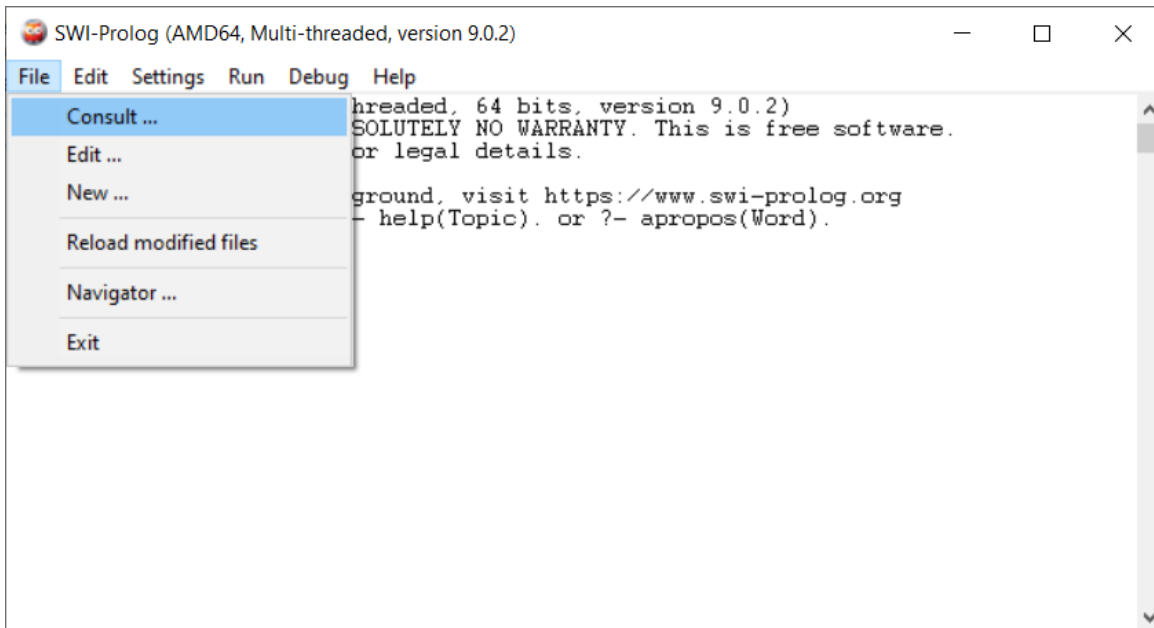 SWI-Prolog (AMD64, Multi-threaded, version 9.0.2)
File Edit Settings Run Debug Help
Consult ...
Edit ...
New ...
Reload modified files
Navigator ...
Exit
hreaded, 64 bits, version 9.0.2)
SOLUTELY NO WARRANTY. This is free software.
or legal details.
ground, visit https://www.swi-prolog.org
- help(Topic). or ?- apropos(Word).